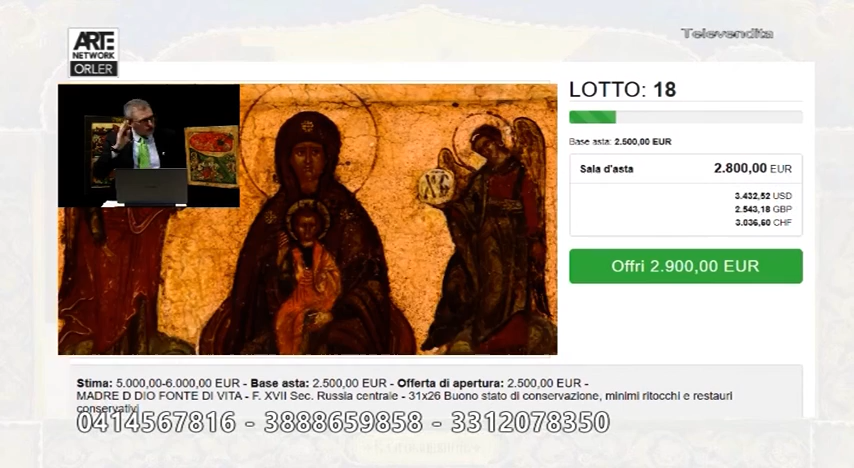 ARTE
NETWORK
ORLER
Televendita
LOTTO: 18
Base asta: 2.500,00 EUR
Sala d'asta 2.800,00 EUR
3.432,52 USD
2.543,18 GBP
3.036,60 CHF
Offri 2.900,00 EUR
Stima: 5.000,00-6.000,00 EUR - Base asta: 2.500,00 EUR - Offerta di apertura: 2.500,00 EUR -
MADRE D DIO FONTE DI VITA - F. XVII Sec. Russia centrale - 31x26 Buono stato di conservazione, minimi ritocchi e restauri
conservativi
0414567816 - 3888659858 - 3312078350